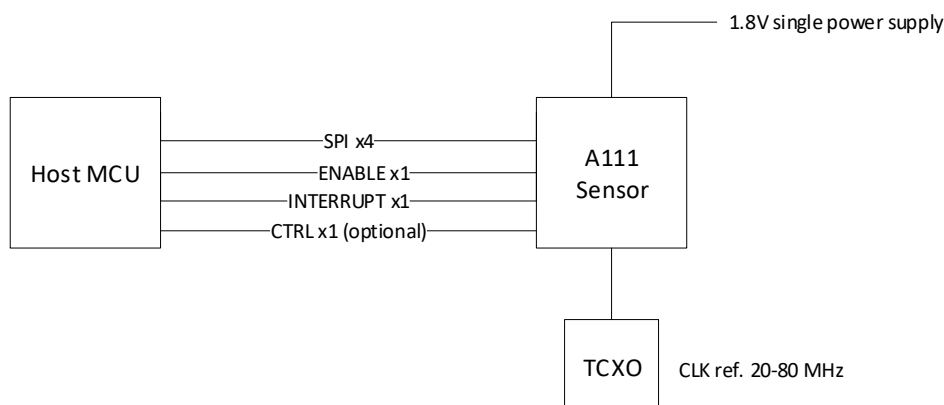 1.8V single power supply
Host MCU
SPI x4
ENABLE x1
INTERRUPT x1
CTRL x1 (optional)
A111
Sensor
TCXO
CLK ref. 20-80 MHz